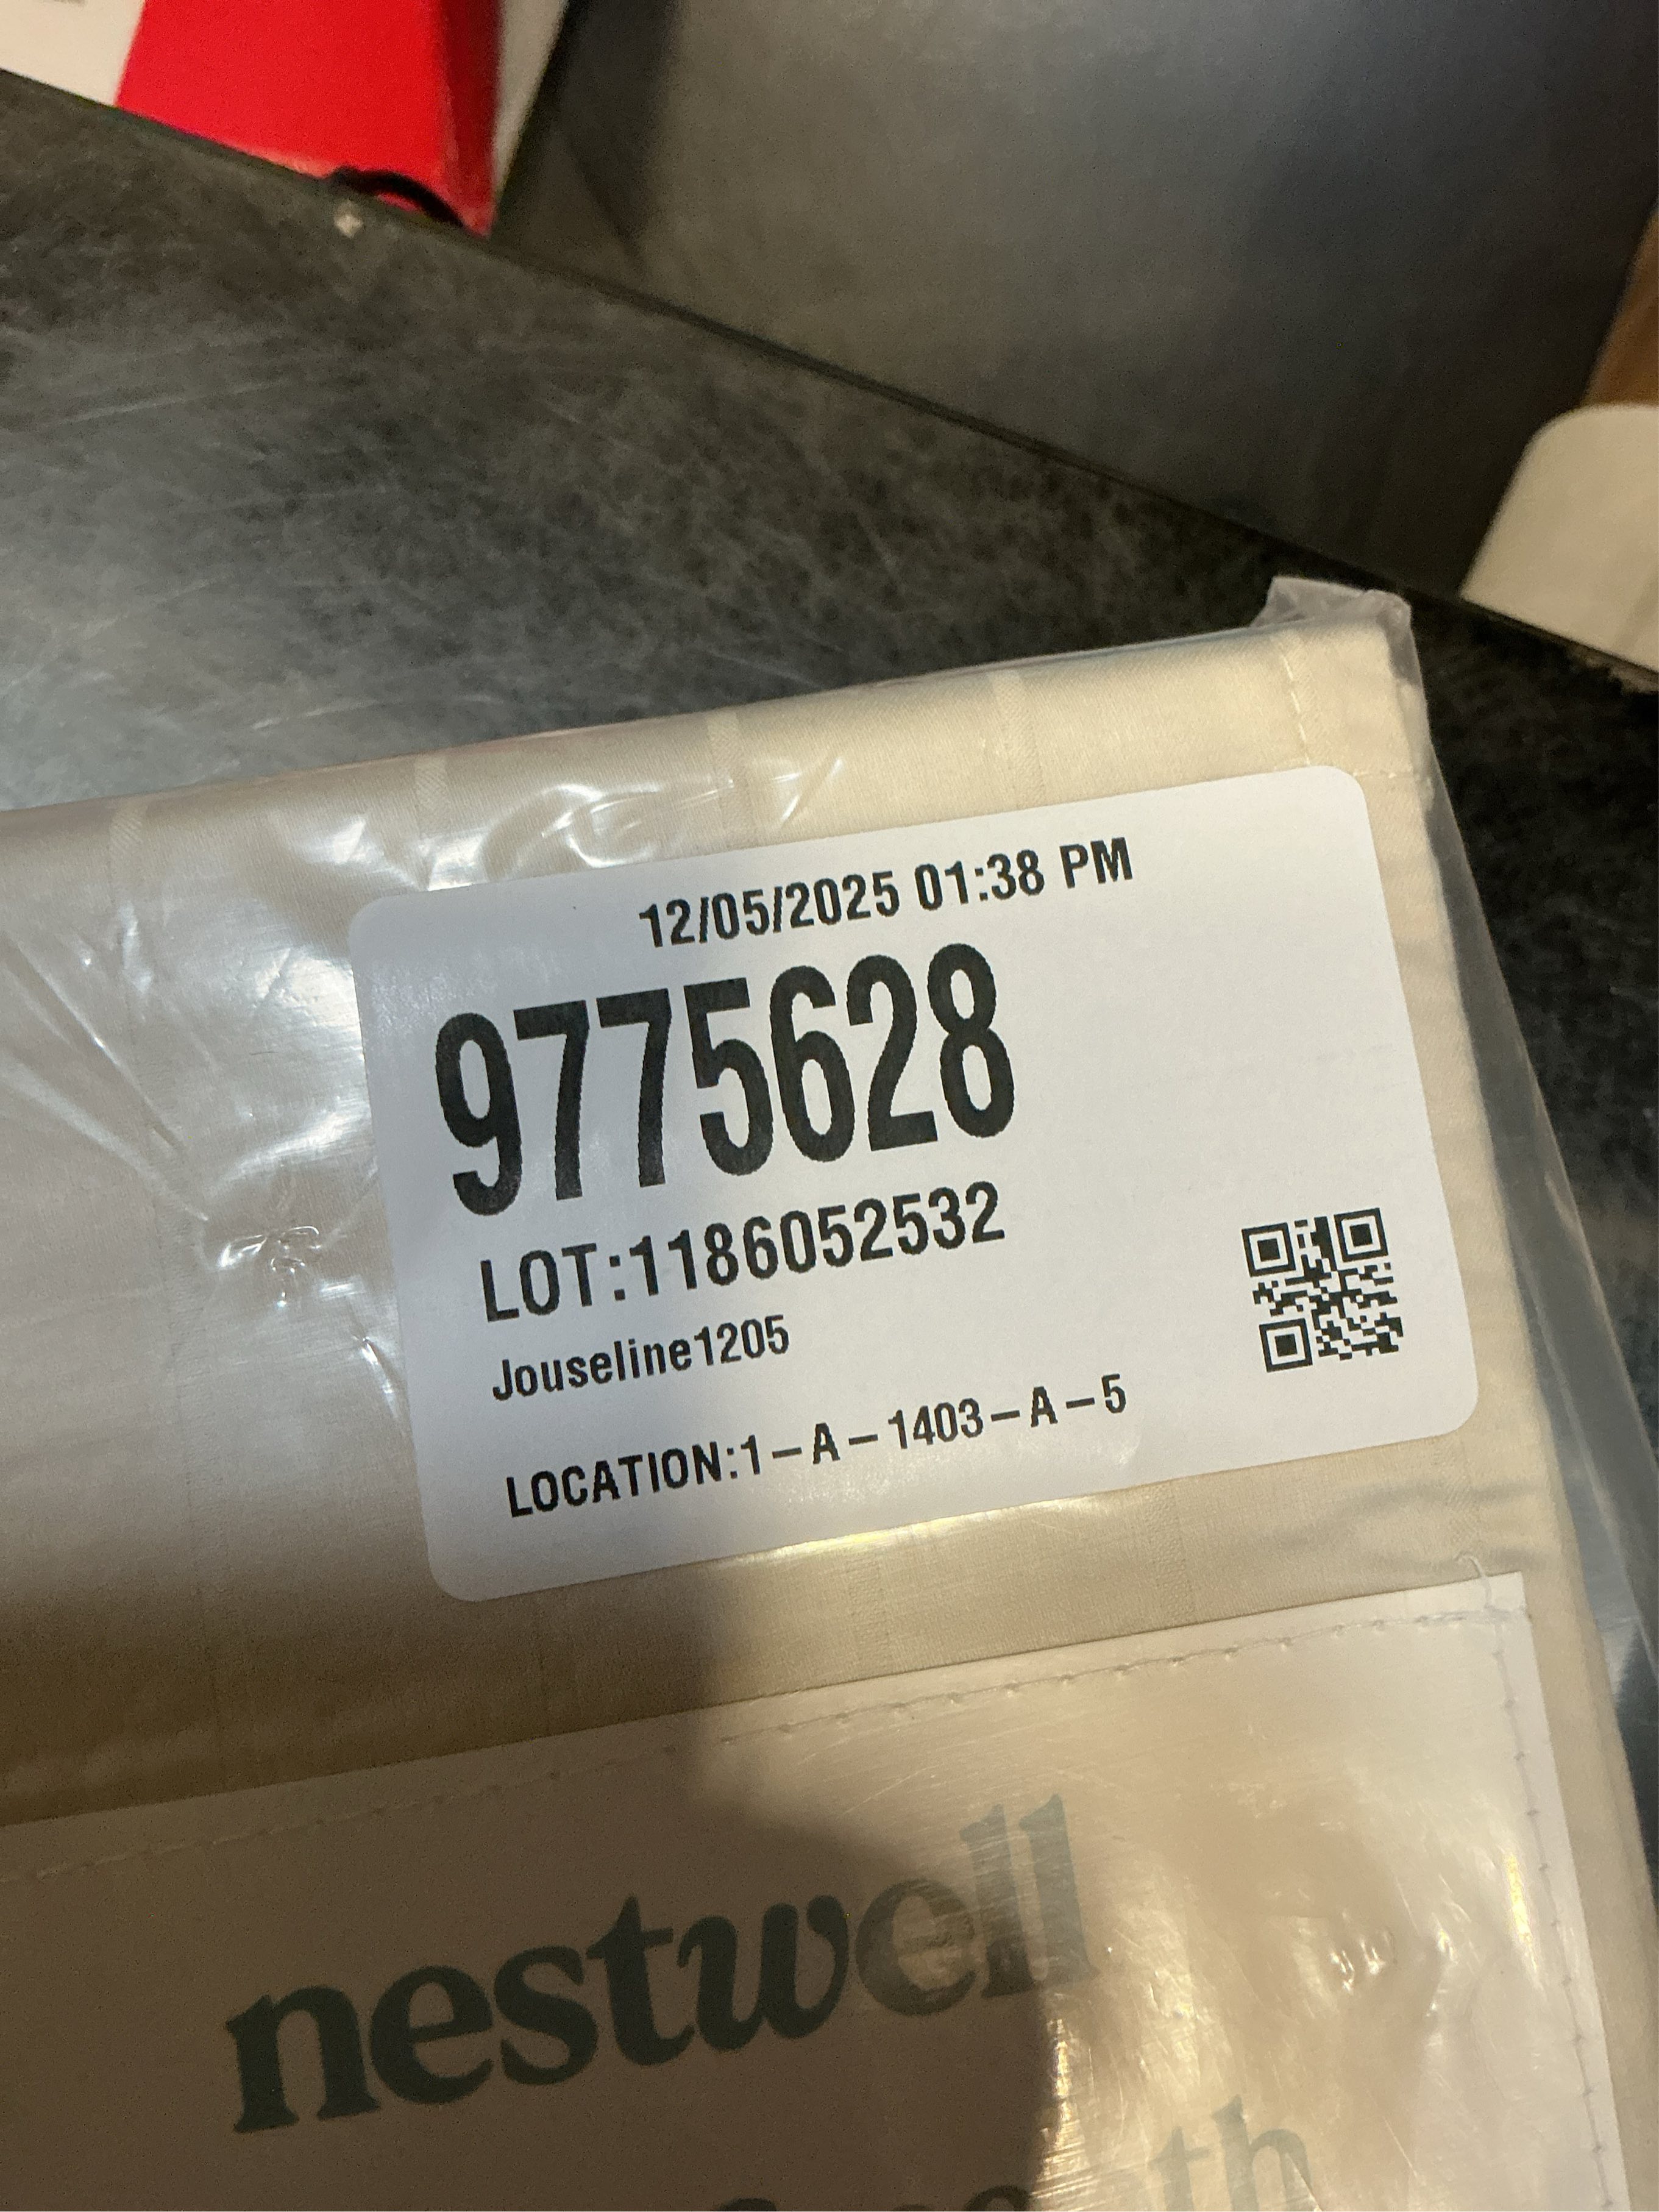 12/05/2025 01:38 PM
9775628
LOT:1186052532
Jouseline1205
LOCATION:1-A-1403-A-5
nestwell